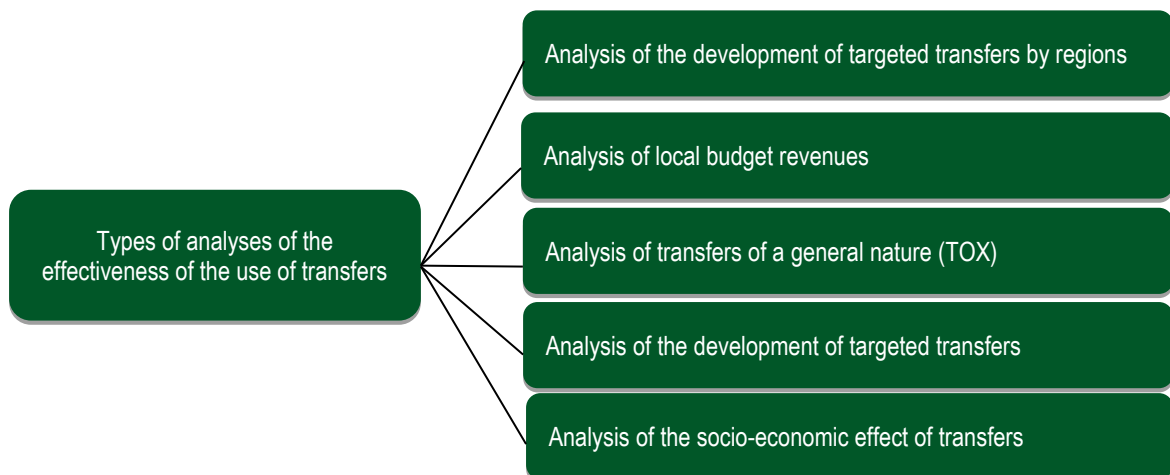 Types of analyses of the
effectiveness of the use of transfers
Analysis of the development of targeted transfers by regions
Analysis of local budget revenues
Analysis of transfers of a general nature (TOX)
Analysis of the development of targeted transfers
Analysis of the socio-economic effect of transfers